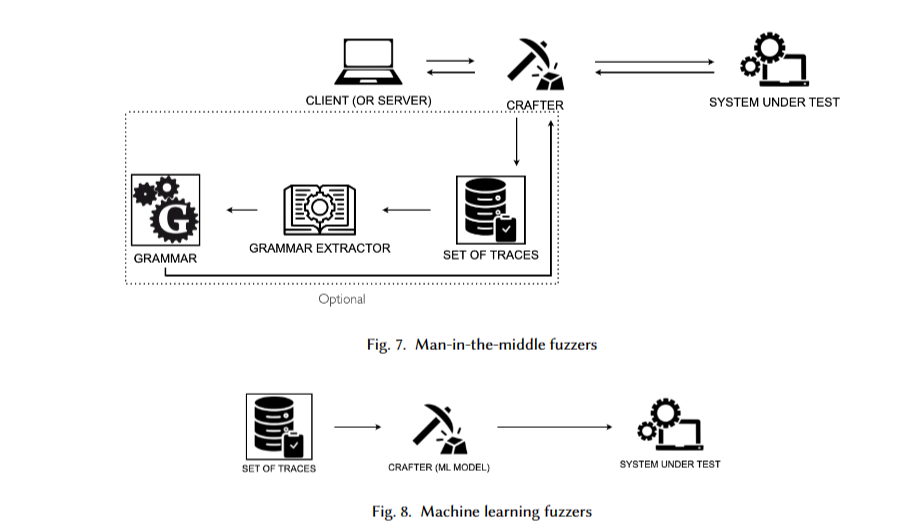 CLIENT (OR SERVER)
CRAFTER
SYSTEM UNDER TEST
G
GRAMMAR
GRAMMAR EXTRACTOR
SET OF TRACES
Optional
Fig. 7. Man-in-the-middle fuzzers
SET OF TRACES
CRAFTER (ML MODEL)
SYSTEM UNDER TEST
Fig. 8. Machine learning fuzzers